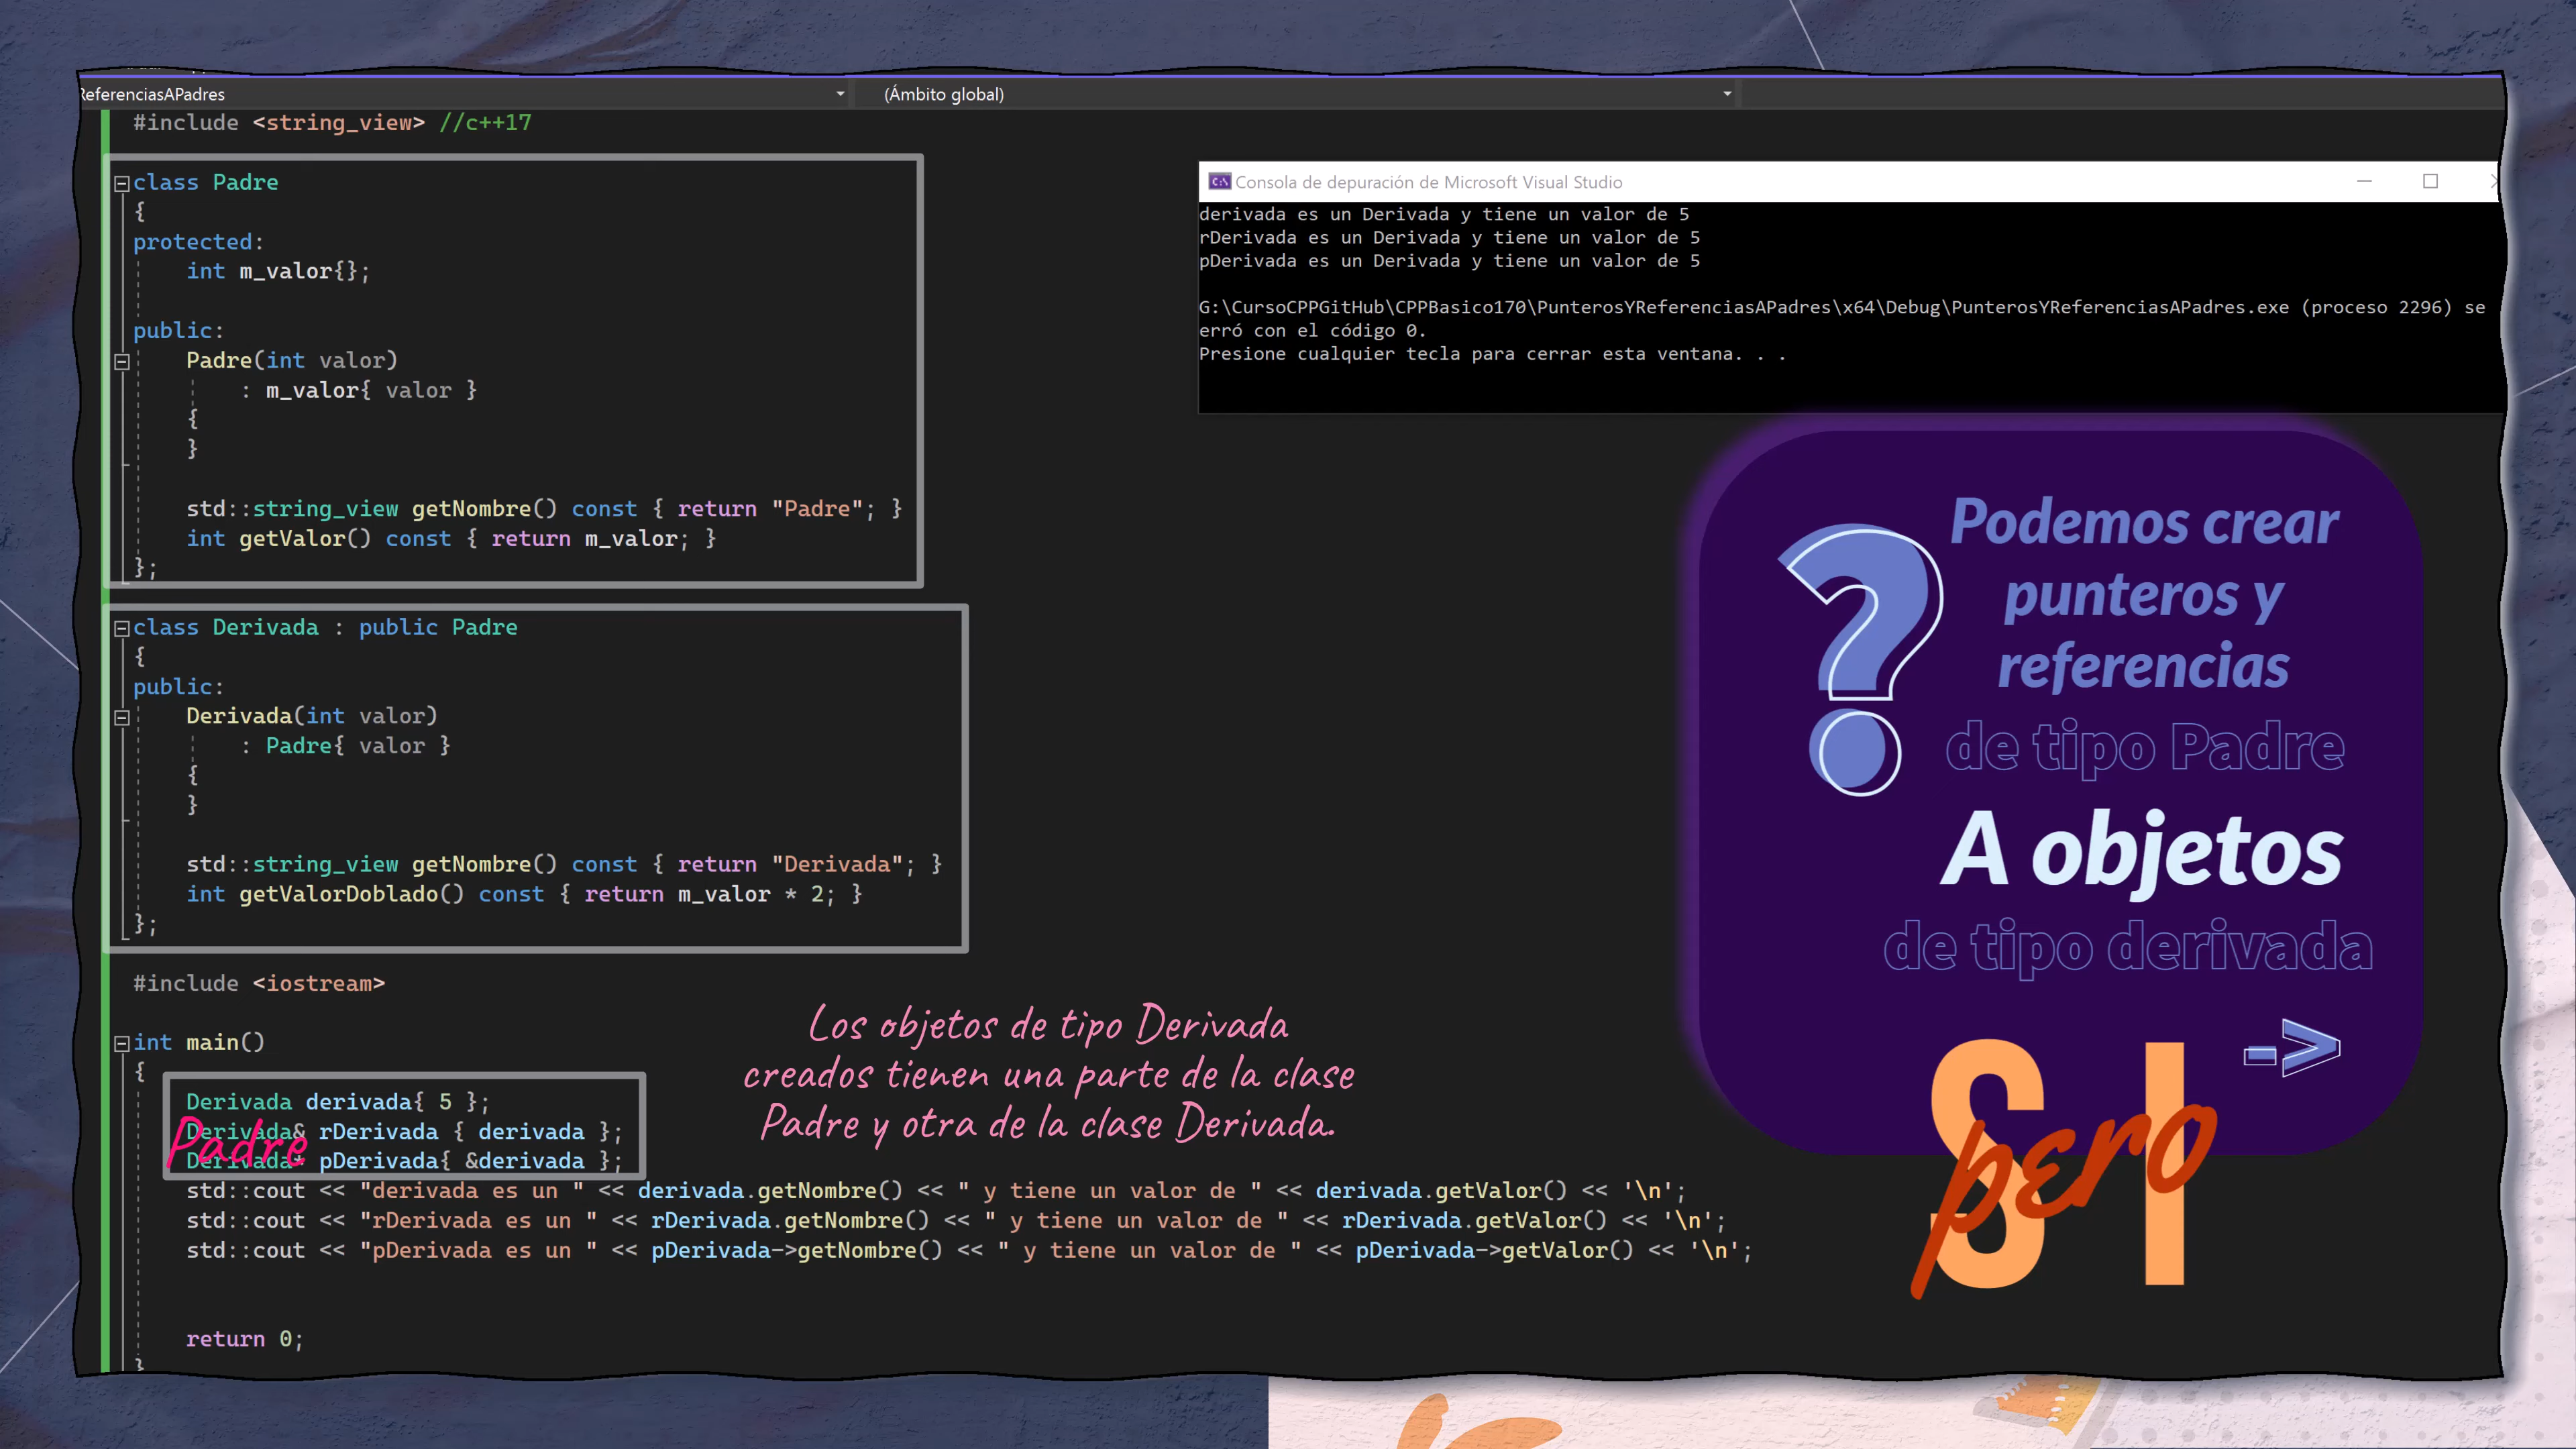 ReferenciasAPadres
(Ámbito global)
#include <string_view> //c++17
class Padre
{
protected:
    int m_valor{};
public:
    Padre(int valor)
        : m_valor{ valor }
    {
    }
    std::string_view getNombre() const { return "Padre"; }
    int getValor() const { return m_valor; }
};
class Derivada : public Padre
{
public:
    Derivada(int valor)
        : Padre{ valor }
    {
    }
    std::string_view getNombre() const { return "Derivada"; }
    int getValorDoblado() const { return m_valor * 2; }
};
#include <iostream>
int main()
{
    Derivada derivada{ 5 };
    Derivada& rDerivada { derivada };
    Derivada* pDerivada{ &derivada };
Padre
    std::cout << "derivada es un " << derivada.getNombre() << " y tiene un valor de " << derivada.getValor() << '\n';
    std::cout << "rDerivada es un " << rDerivada.getNombre() << " y tiene un valor de " << rDerivada.getValor() << '\n';
    std::cout << "pDerivada es un " << pDerivada->getNombre() << " y tiene un valor de " << pDerivada->getValor() << '\n';
    return 0;
}
Los objetos de tipo Derivada
creados tienen una parte de la clase
Padre y otra de la clase Derivada.
Consola de depuración de Microsoft Visual Studio
derivada es un Derivada y tiene un valor de 5
rDerivada es un Derivada y tiene un valor de 5
pDerivada es un Derivada y tiene un valor de 5
G:\CursoCPPGitHub\CPPBasico170\PunterosYReferenciasAPadres\x64\Debug\PunterosYReferenciasAPadres.exe (proceso 2296) se
erró con el código 0.
Presione cualquier tecla para cerrar esta ventana. . .
?
Podemos crear
punteros y
referencias
de tipo Padre
A objetos
de tipo derivada
->
SI
pero